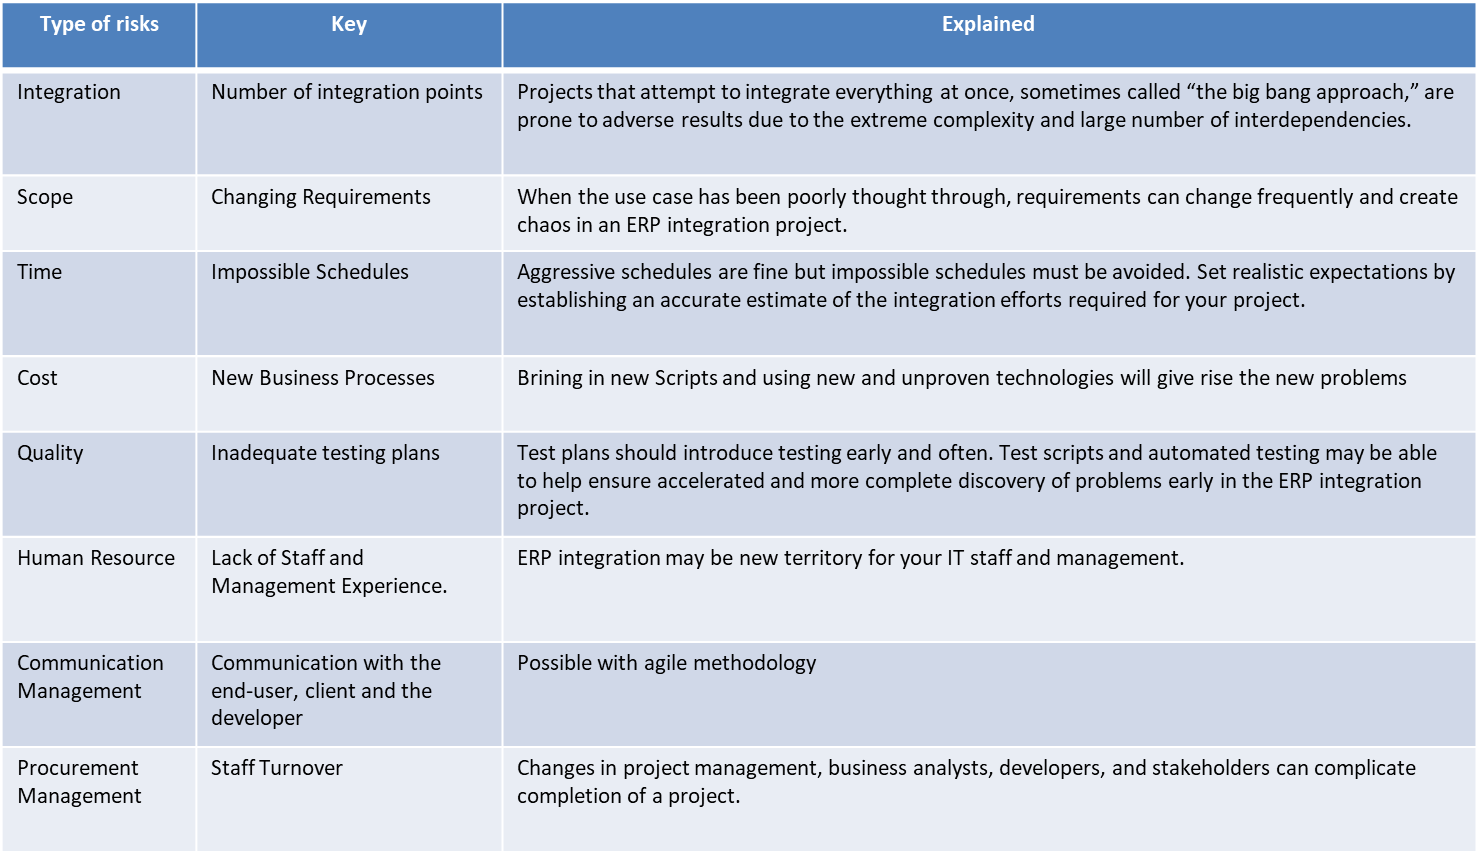 Type of risks
Key
Explained
Integration
Number of integration points
Projects that attempt to integrate everything at once, sometimes called “the big bang approach,” are
prone to adverse results due to the extreme complexity and large number of interdependencies.
Scope
Changing Requirements
When the use case has been poorly thought through, requirements can change frequently and create
chaos in an ERP integration project.
Time
Impossible Schedules
Aggressive schedules are fine but impossible schedules must be avoided. Set realistic expectations by
establishing an accurate estimate of the integration efforts required for your project.
Cost
New Business Processes
Brining in new Scripts and using new and unproven technologies will give rise the new problems
Quality
Inadequate testing plans
Test plans should introduce testing early and often. Test scripts and automated testing may be able
to help ensure accelerated and more complete discovery of problems early in the ERP integration
project.
Human Resource
Lack of Staff and
Management Experience.
ERP integration may be new territory for your IT staff and management.
Communication
Management
Communication with the
end-user, client and the
developer
Possible with agile methodology
Procurement
Management
Staff Turnover
Changes in project management, business analysts, developers, and stakeholders can complicate
completion of a project.